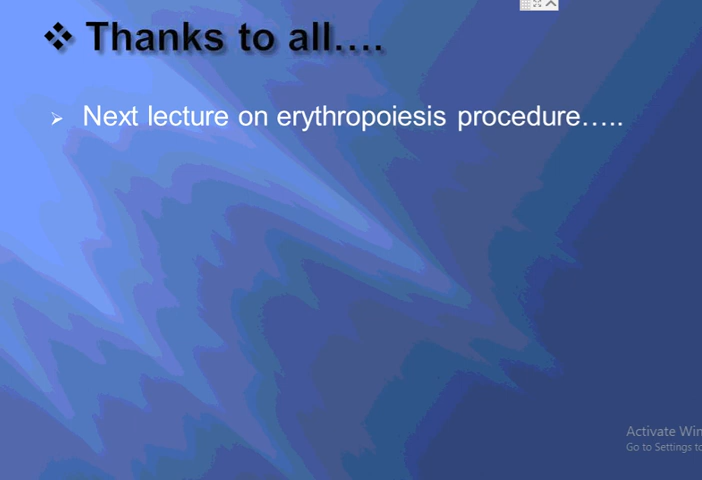 ❖ Thanks to all….
➢ Next lecture on erythropoiesis procedure…..
Activate Win
Go to Settings to